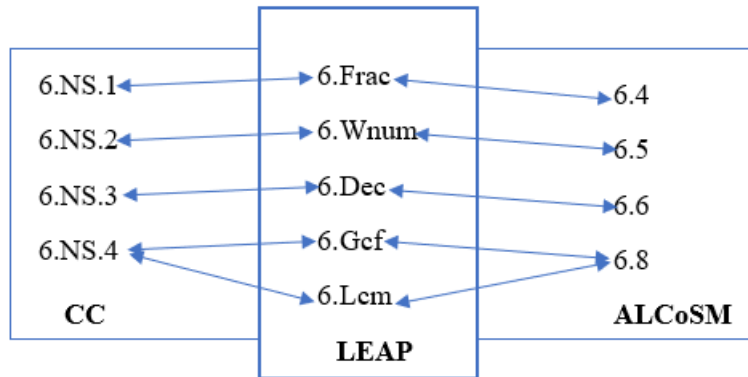 6.NS.1
6.NS.2
6.NS.3
6.NS.4
CC
6.Frac
6.Wnum
6.Dec
6.Gcf
6.Lcm
LEAP
6.4
6.5
6.6
6.8
ALCoSM